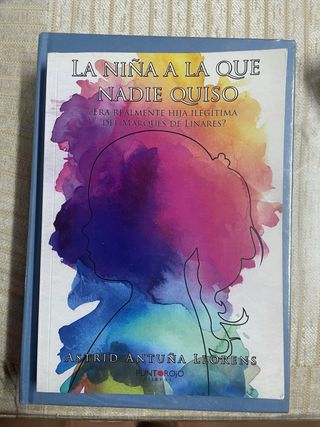 LA NIÑA A LA QUE
NADIE QUISO
¿ERA REALMENTE HIJA ILEGÍTIMA
DEL MARQUÉS DE LINARES?
ASTRID ANTUÑA LLORENS
PUNTOROJO